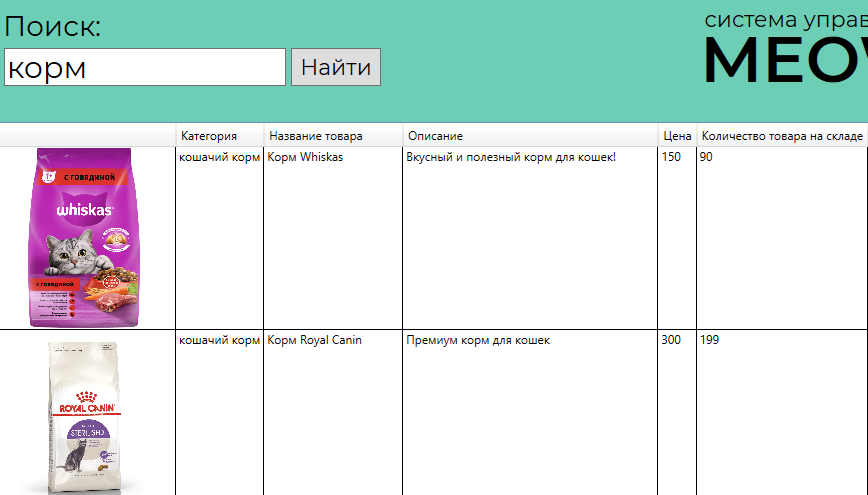 Поиск:
система управ
MEOW
корм
Найти
Категория
Название товара
Описание
Цена
Количество товара на складе
кошачий корм
Корм Whiskas
Вкусный и полезный корм для кошек!
150
90
С ГОВЯДИНОЙ
whiskas
С ГОВЯДИНОЙ
кошачий корм
Корм Royal Canin
Премиум корм для кошек
300
199
ROYAL CANIN